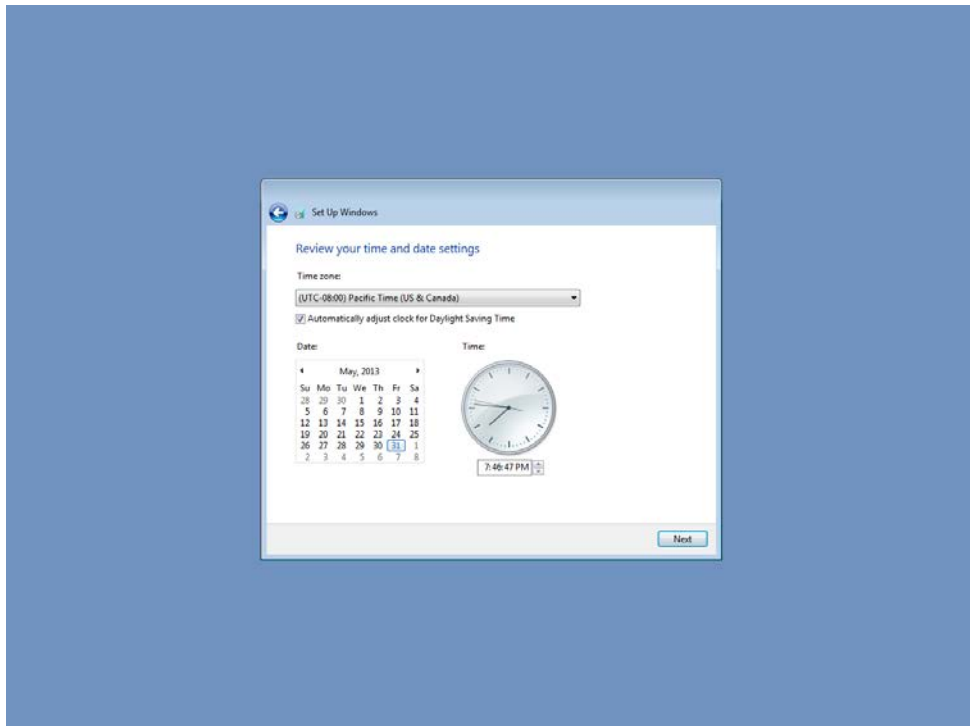 Set Up Windows
Review your time and date settings
Time zone:
(UTC-08:00) Pacific Time (US & Canada)
Automatically adjust clock for Daylight Saving Time
Date:
Time:
May, 2013
Su Mo Tu We Th Fr Sa
28 29 30 1 2 3 4
5 6 7 8 9 10 11
12 13 14 15 16 17 18
19 20 21 22 23 24 25
26 27 28 29 30 31 1
2 3 4 5 6 7 8
7:46:47 PM
Next